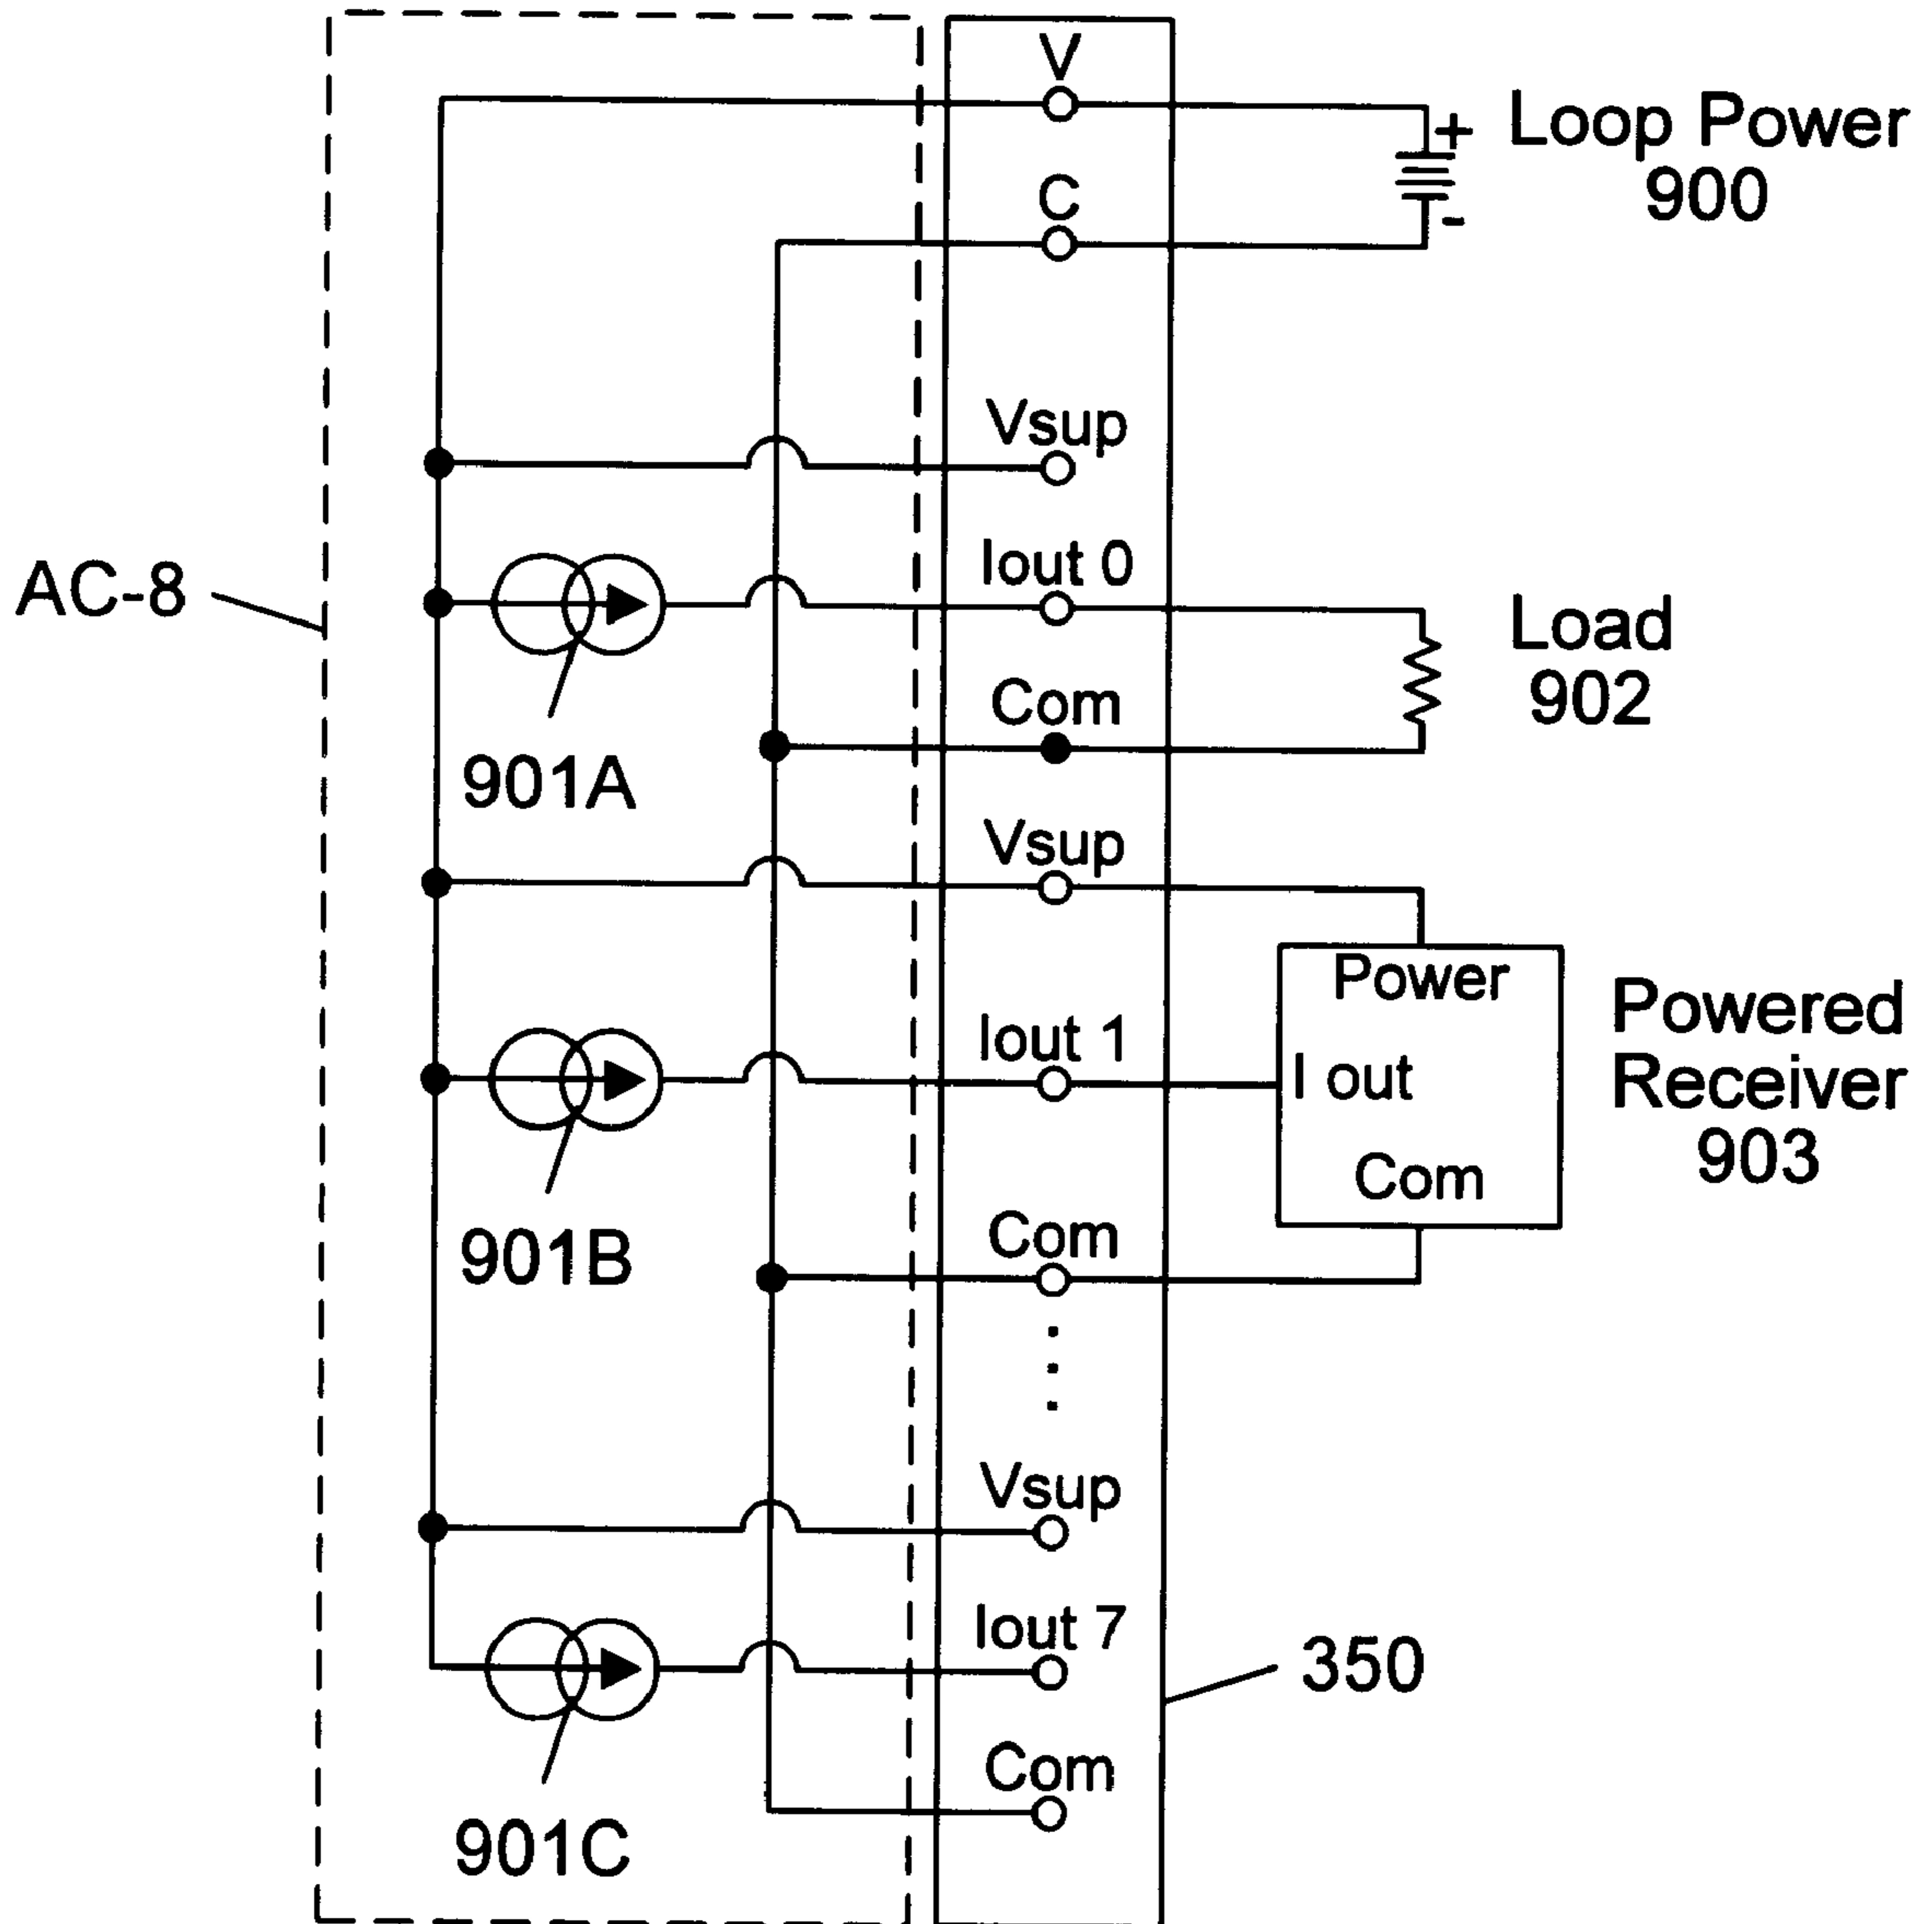 V
+
Loop Power
900
C
-
Vsup
Iout 0
AC-8
Load
902
Com
901A
Vsup
Power
Powered
Receiver
903
Iout 1
I out
Com
Com
901B
Vsup
Iout 7
350
Com
901C